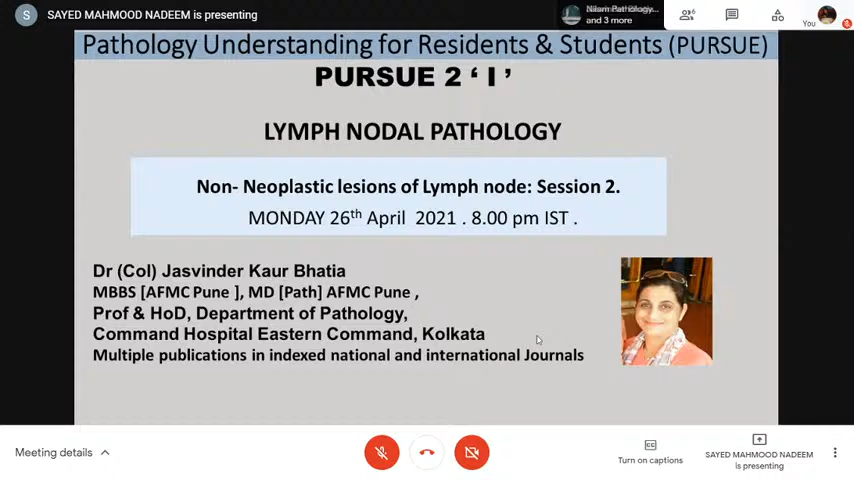 S SAYED MAHMOOD NADEEM is presenting
Nilam Pathology...
and 3 more
6
You
Pathology Understanding for Residents & Students (PURSUE)
PURSUE 2 ‘ I ’
LYMPH NODAL PATHOLOGY
Non- Neoplastic lesions of Lymph node: Session 2.
MONDAY 26th April 2021 . 8.00 pm IST .
Dr (Col) Jasvinder Kaur Bhatia
MBBS [AFMC Pune ], MD [Path] AFMC Pune ,
Prof & HoD, Department of Pathology,
Command Hospital Eastern Command, Kolkata
Multiple publications in indexed national and international Journals
Meeting details
Turn on captions
SAYED MAHMOOD NADEEM
is presenting